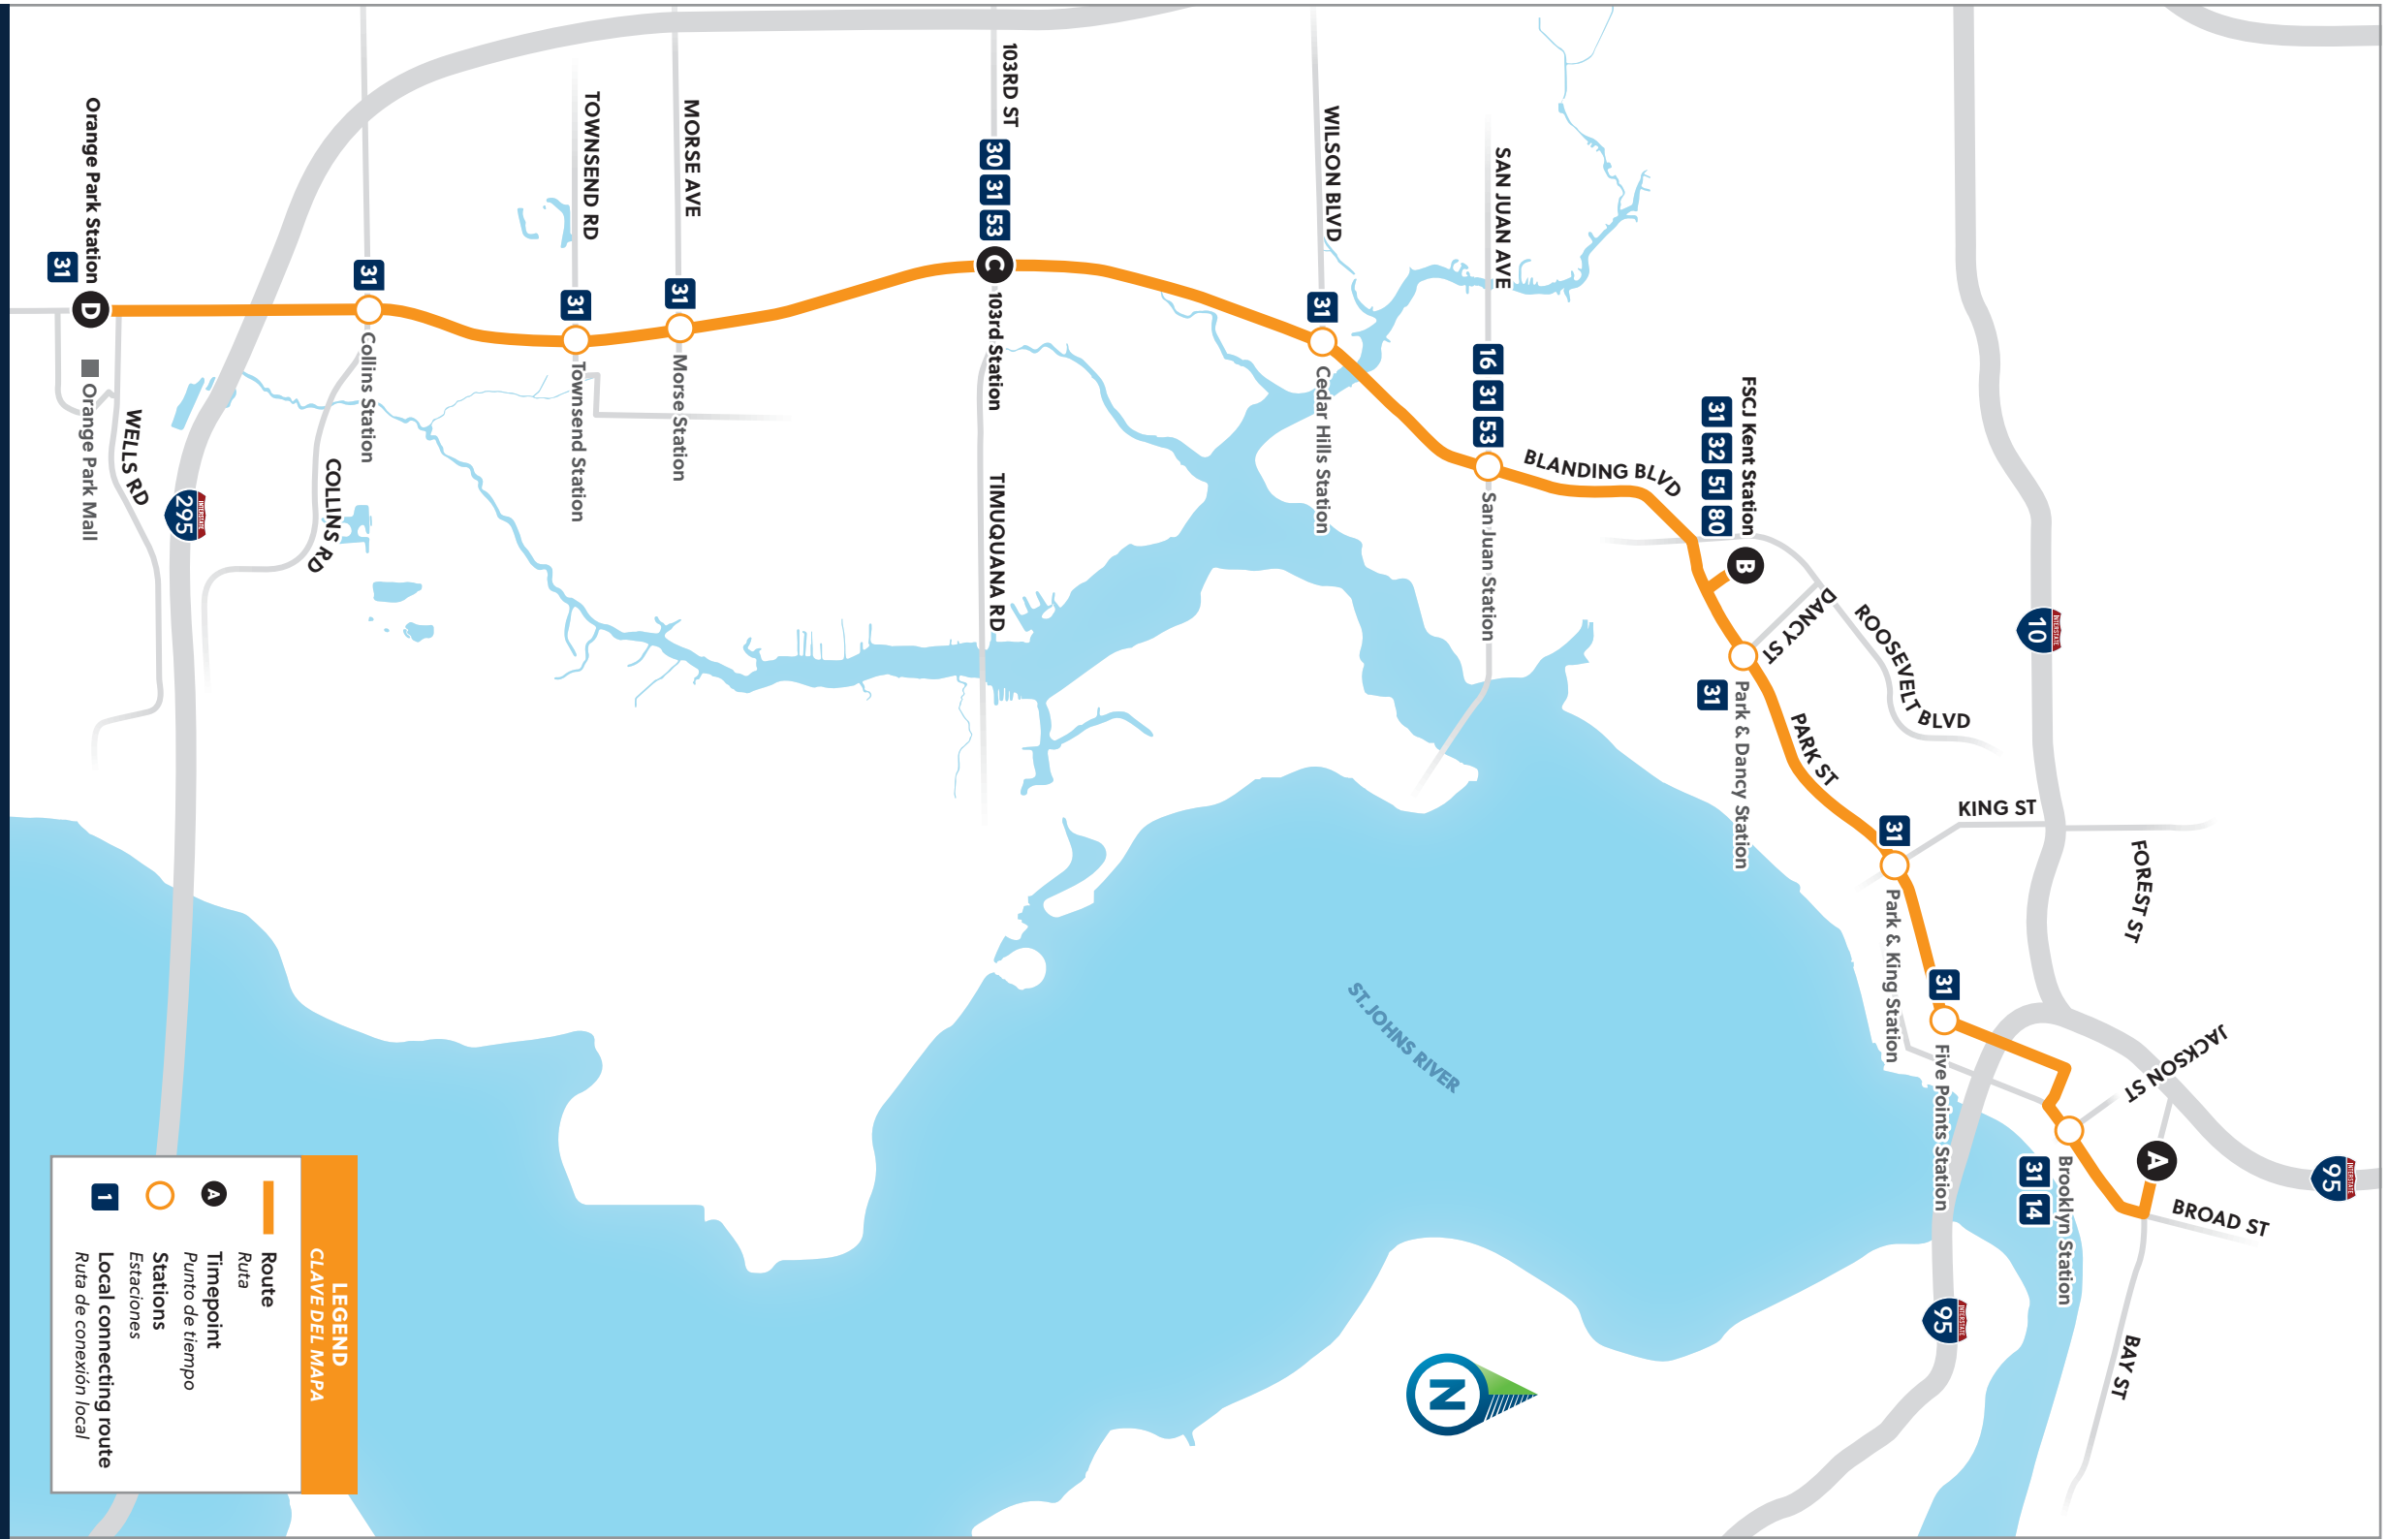 INTERSTATE
95
FOREST ST
JACKSON ST
A
BROAD ST
BAY ST
Brooklyn Station
31 14
INTERSTATE
10
KING ST
ROOSEVELT BLVD
DANCY ST
31
Five Points Station
INTERSTATE
95
31
Park & King Station
PARK ST
FSCJ Kent Station
31 32 51 80
B
Park & Dancy Station
31
BLANDING BLVD
SAN JUAN AVE
16 31 53
San Juan Station
ST. JOHNS RIVER
N
WILSON BLVD
31
Cedar Hills Station
103RD ST
30 31 53
C
103rd Station
TIMUQUANA RD
MORSE AVE
31
Morse Station
TOWNSEND RD
31
Townsend Station
31
Collins Station
COLLINS RD
INTERSTATE
295
WELLS RD
Orange Park Station
31
D
Orange Park Mall
LEGEND
CLAVE DEL MAPA
Route
Ruta
A
Timepoint
Punto de tiempo
Stations
Estaciones
1
Local connecting route
Ruta de conexión local